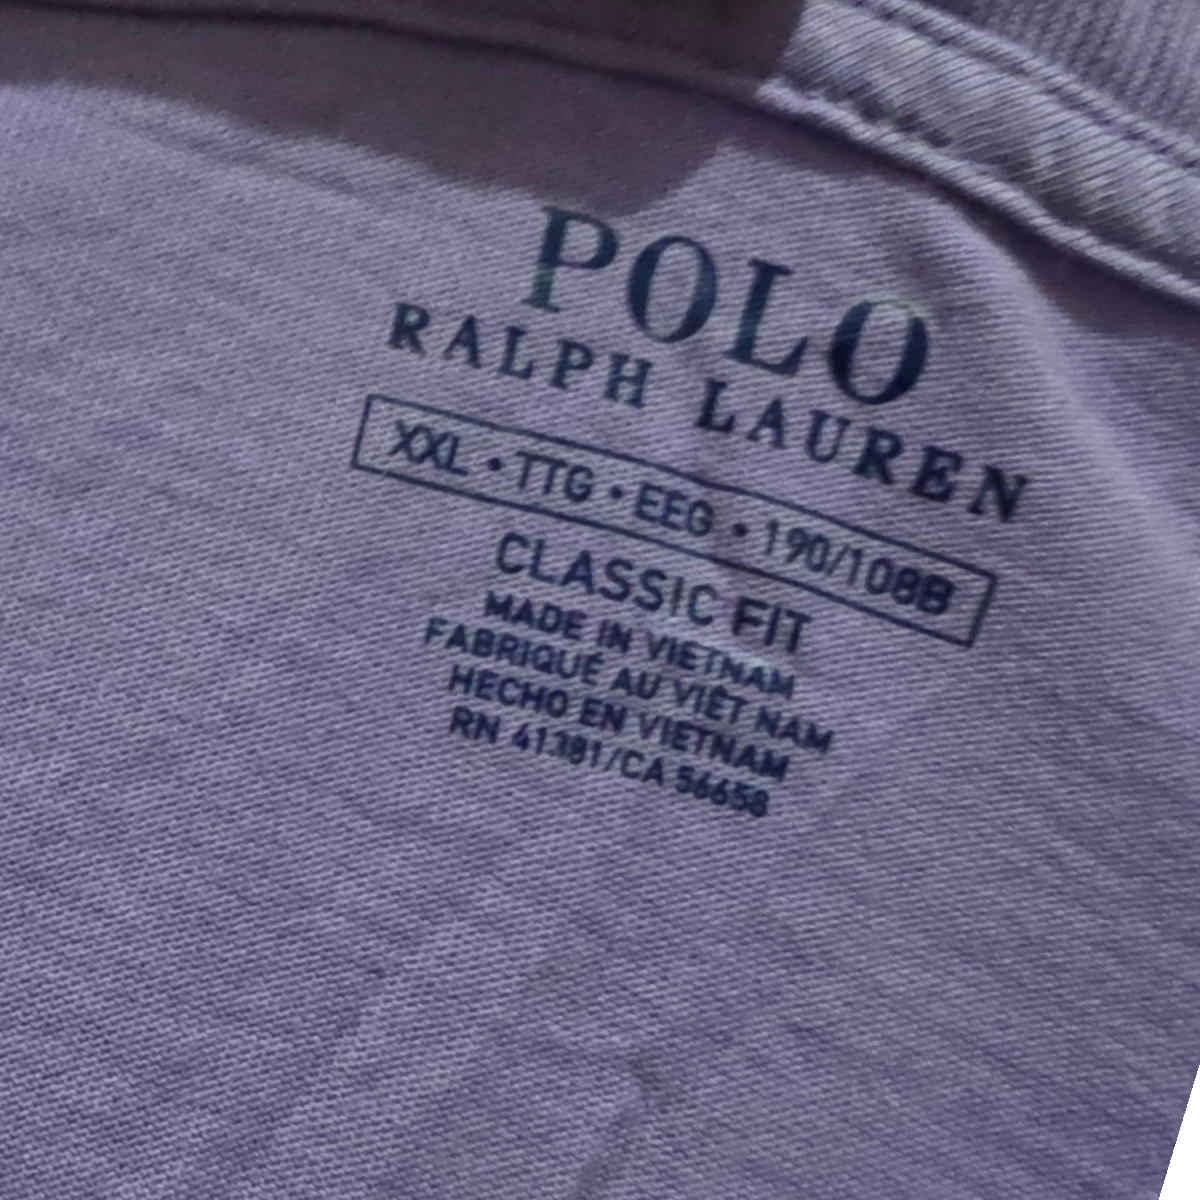 POLO
RALPH LAUREN
XXL • TTG • EEG • 190/108B
CLASSIC FIT
MADE IN VIETNAM
FABRIQUÉ AU VIÊT NAM
HECHO EN VIETNAM
RN 41381/CA 56658